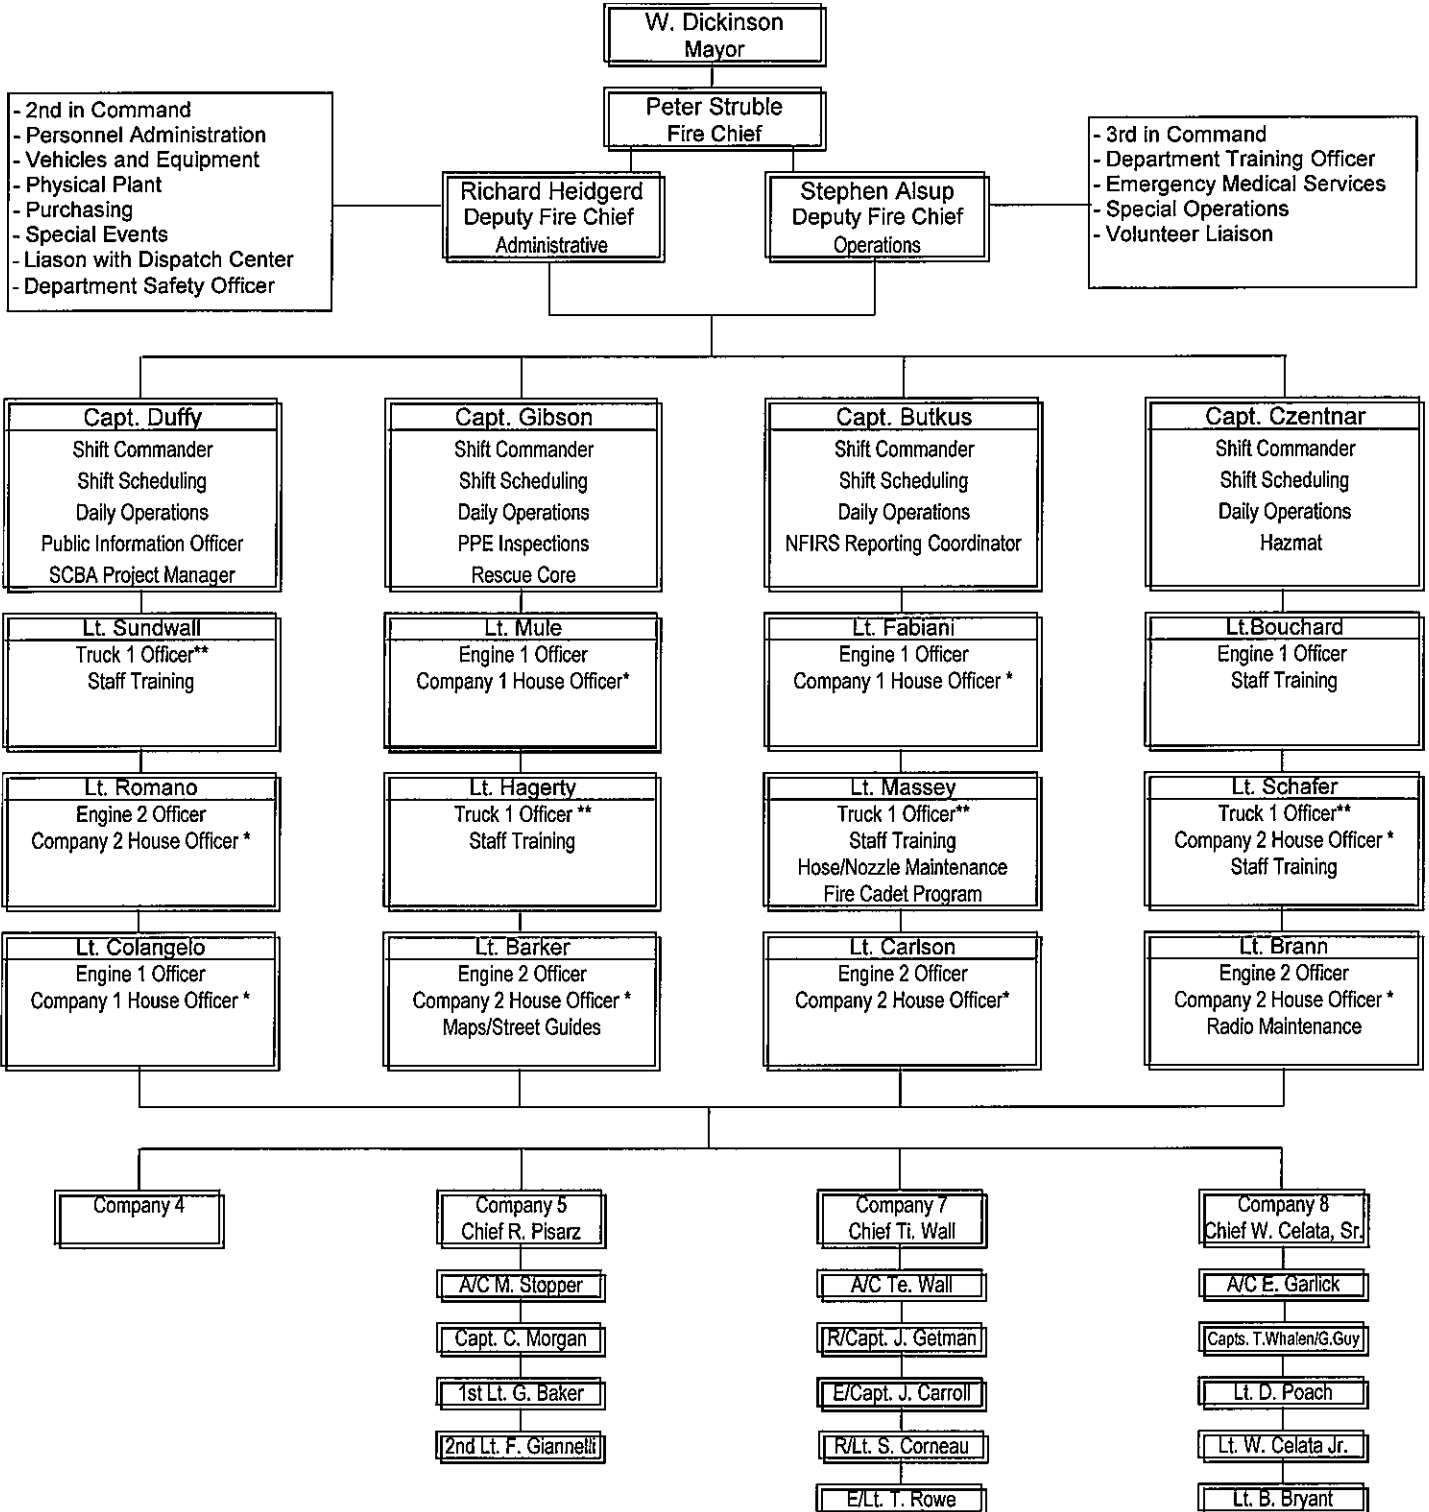 W. Dickinson
Mayor
Peter Struble
Fire Chief
- 2nd in Command
- Personnel Administration
- Vehicles and Equipment
- Physical Plant
- Purchasing
- Special Events
- Liason with Dispatch Center
- Department Safety Officer
Richard Heidgerd
Deputy Fire Chief
Administrative
Stephen Alsup
Deputy Fire Chief
Operations
- 3rd in Command
- Department Training Officer
- Emergency Medical Services
- Special Operations
- Volunteer Liaison
Capt. Duffy
Shift Commander
Shift Scheduling
Daily Operations
Public Information Officer
SCBA Project Manager
Capt. Gibson
Shift Commander
Shift Scheduling
Daily Operations
PPE Inspections
Rescue Core
Capt. Butkus
Shift Commander
Shift Scheduling
Daily Operations
NFIRS Reporting Coordinator
Capt. Czentnar
Shift Commander
Shift Scheduling
Daily Operations
Hazmat
Lt. Sundwall
Truck 1 Officer**
Staff Training
Lt. Mule
Engine 1 Officer
Company 1 House Officer*
Lt. Fabiani
Engine 1 Officer
Company 1 House Officer *
Lt.Bouchard
Engine 1 Officer
Staff Training
Lt. Romano
Engine 2 Officer
Company 2 House Officer *
Lt. Hagerty
Truck 1 Officer **
Staff Training
Lt. Massey
Truck 1 Officer**
Staff Training
Hose/Nozzle Maintenance
Fire Cadet Program
Lt. Schafer
Truck 1 Officer**
Company 2 House Officer *
Staff Training
Lt. Colangelo
Engine 1 Officer
Company 1 House Officer *
Lt. Barker
Engine 2 Officer
Company 2 House Officer *
Maps/Street Guides
Lt. Carlson
Engine 2 Officer
Company 2 House Officer*
Lt. Brann
Engine 2 Officer
Company 2 House Officer *
Radio Maintenance
Company 4
Company 5
Chief R. Pisarz
A/C M. Stopper
Capt. C. Morgan
1st Lt. G. Baker
2nd Lt. F. Giannelli
Company 7
Chief Ti. Wall
A/C Te. Wall
R/Capt. J. Getman
E/Capt. J. Carroll
R/Lt. S. Corneau
E/Lt. T. Rowe
Company 8
Chief W. Celata, Sr.
A/C E. Garlick
Capts. T.Whalen/G.Guy
Lt. D. Poach
Lt. W. Celata Jr.
Lt. B. Bryant